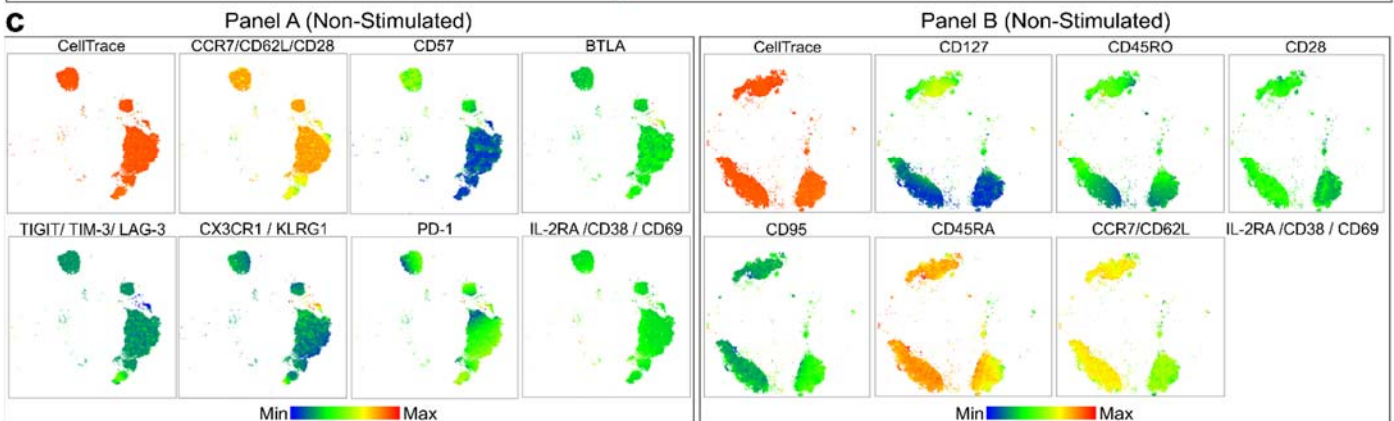 C
Panel A (Non-Stimulated)
CellTrace CCR7/CD62L/CD28 CD57 BTLA
TIGIT/ TIM-3/ LAG-3 CX3CR1 / KLRG1 PD-1 IL-2RA /CD38 / CD69
Min Max
Panel B (Non-Stimulated)
CellTrace CD127 CD45RO CD28
CD95 CD45RA CCR7/CD62L IL-2RA /CD38 / CD69
Min Max